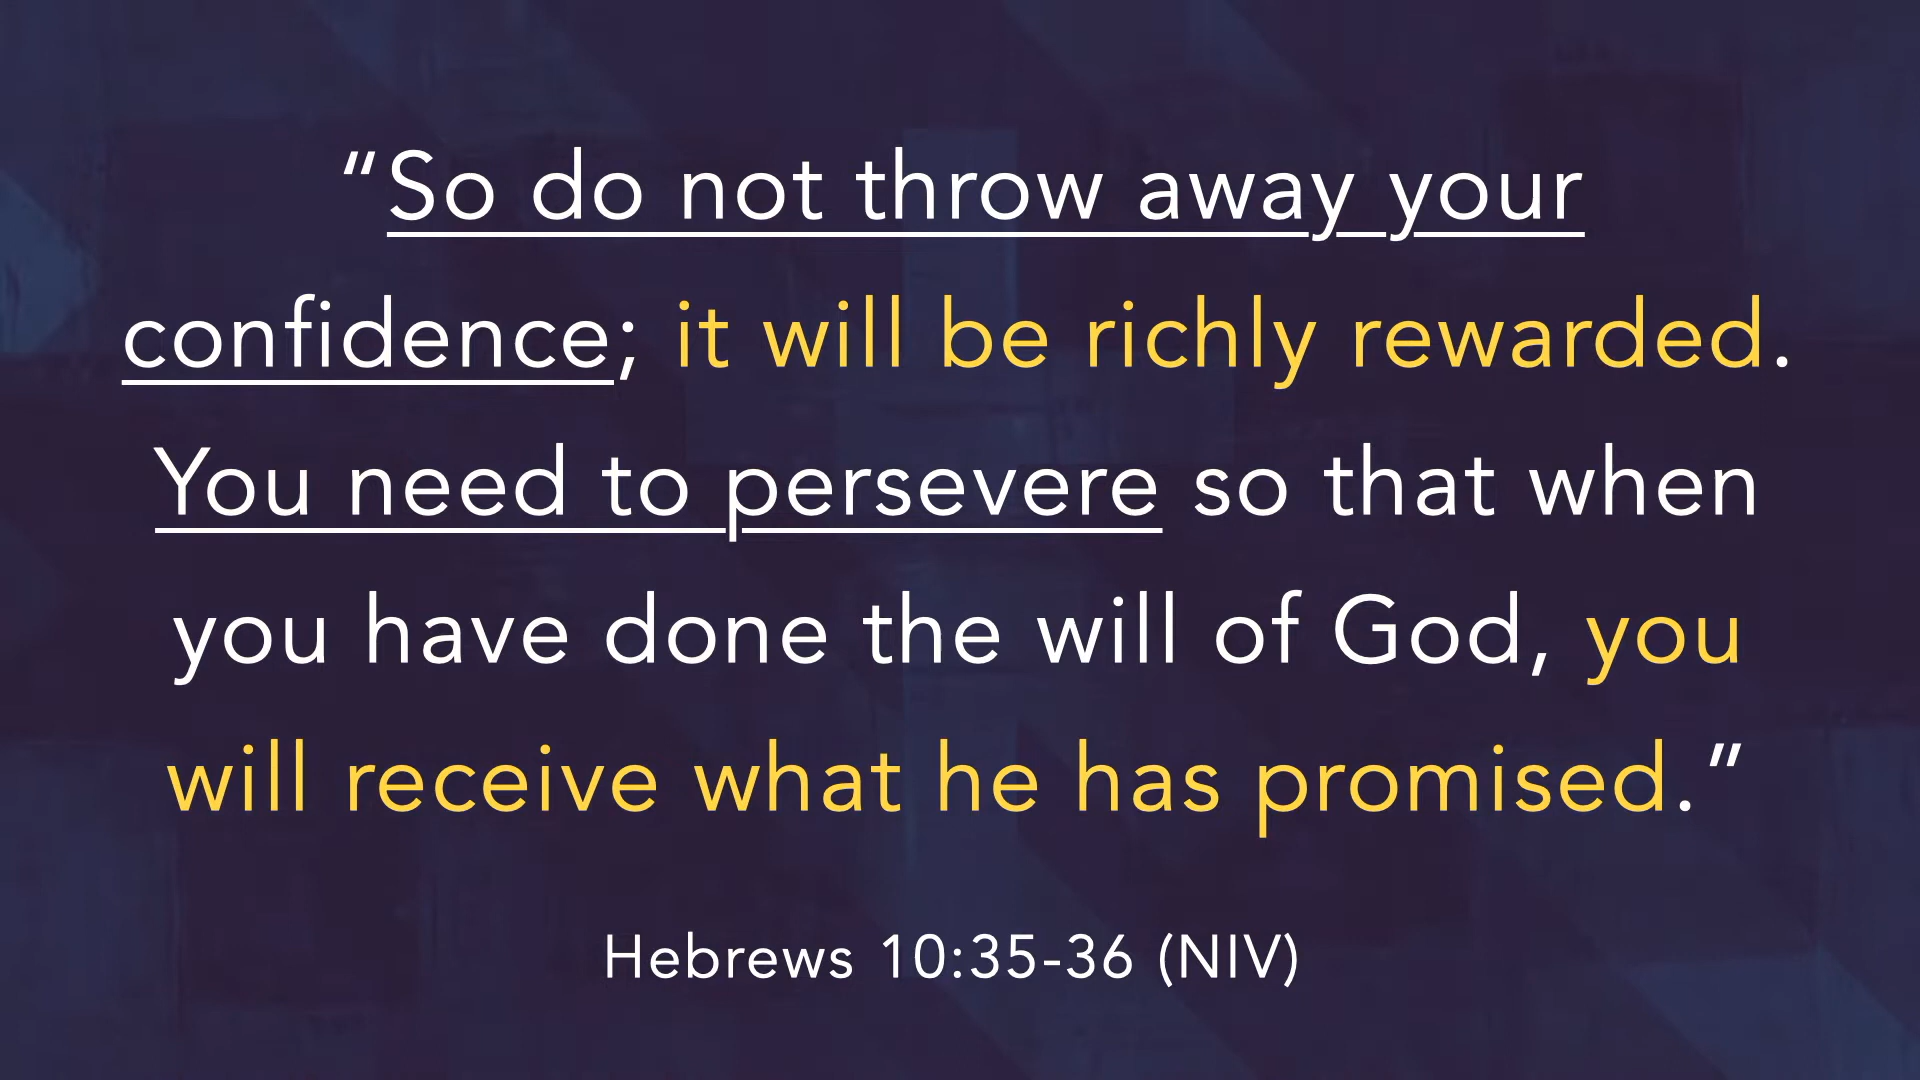 “So do not throw away your
confidence; it will be richly rewarded.
You need to persevere so that when
you have done the will of God, you
will receive what he has promised.”
Hebrews 10:35-36 (NIV)